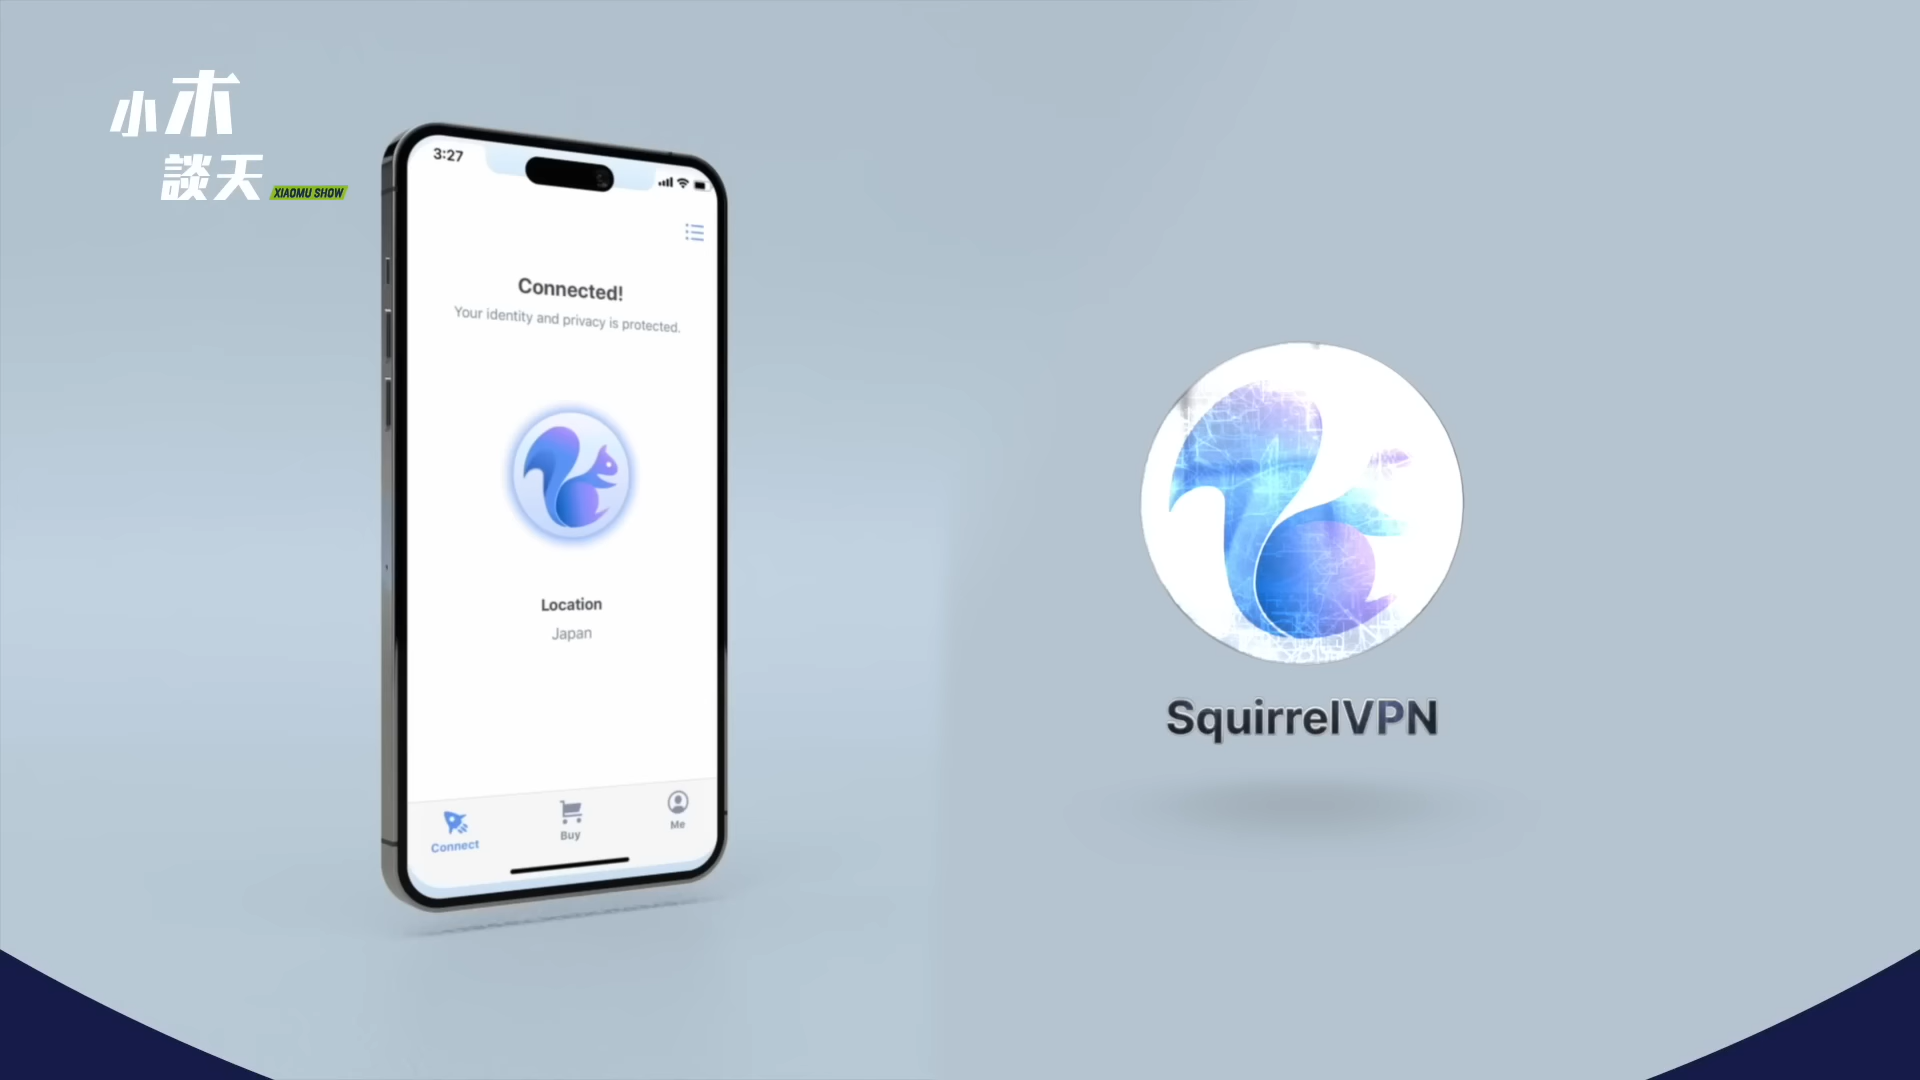 小木
談天
XIAOMU SHOW
3:27
Connected!
Your identity and privacy is protected.
Location
Japan
Connect
Buy
Me
SquirrelVPN